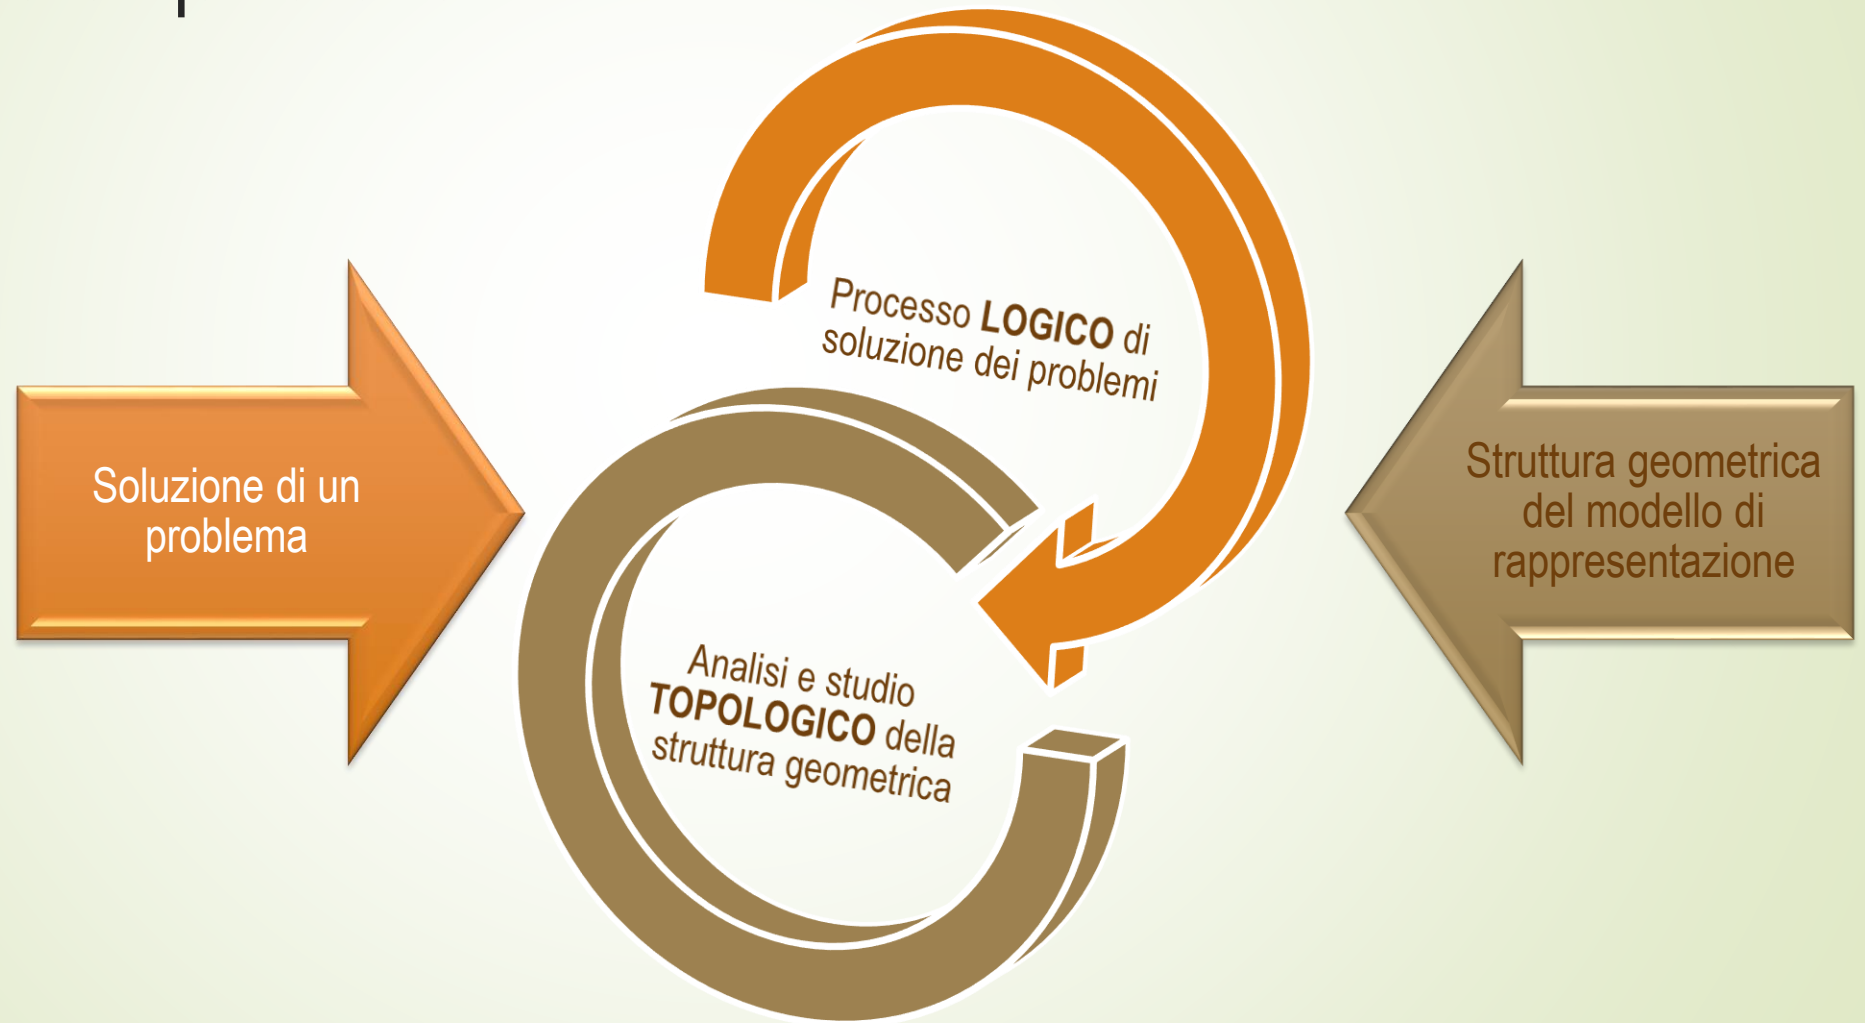 Soluzione di un
problema
Processo LOGICO di
soluzione dei problemi
Analisi e studio
TOPOLOGICO della
struttura geometrica
Struttura geometrica
del modello di
rappresentazione